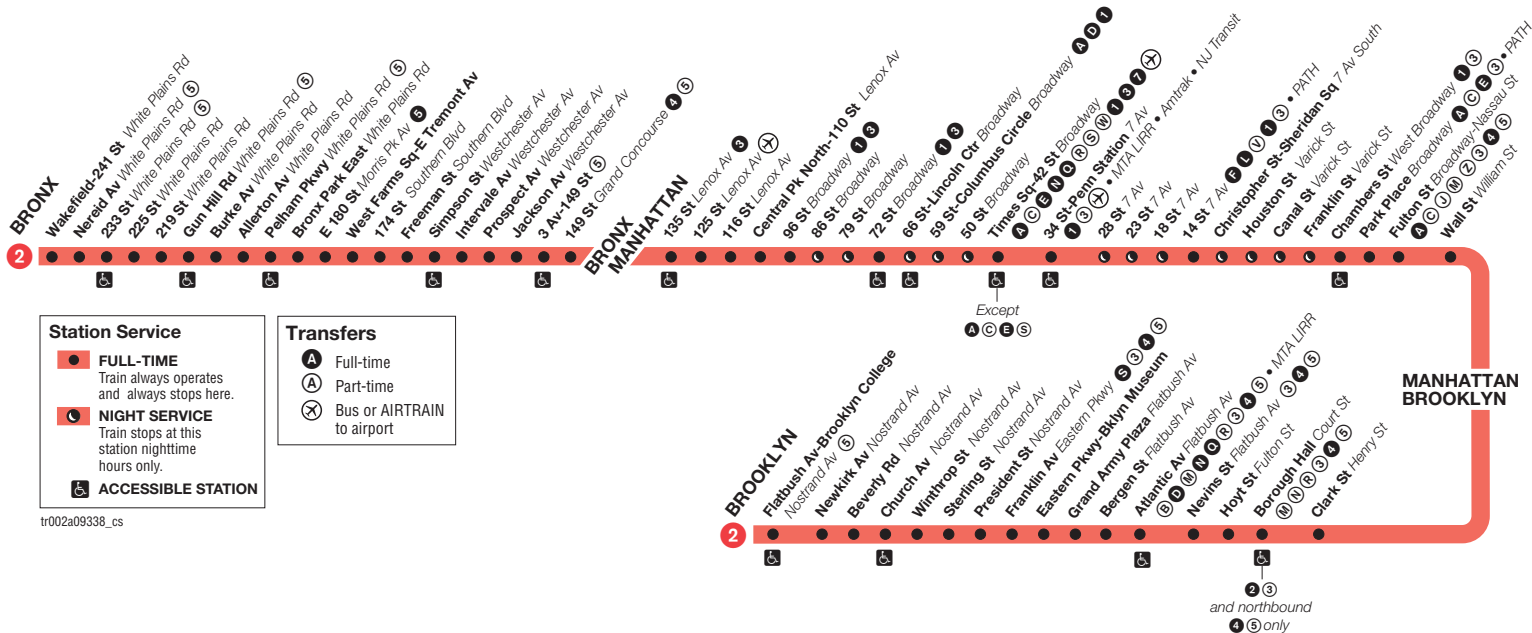 BRONX
2
Wakefield-241 St White Plains Rd
Nereid Av White Plains Rd 5
233 St White Plains Rd 5
225 St White Plains Rd
219 St White Plains Rd
Gun Hill Rd White Plains Rd 5
Burke Av White Plains Rd
Allerton Av White Plains Rd
Pelham Pkwy White Plains Rd 5
Bronx Park East White Plains Rd
E 180 St Morris Pk Av 5
West Farms Sq-E Tremont Av
174 St Southern Blvd
Freeman St Southern Blvd
Simpson St Westchester Av
Intervale Av Westchester Av
Prospect Av Westchester Av
Jackson Av Westchester Av
3 Av-149 St 5
149 St Grand Concourse 4 5
BRONX
MANHATTAN
135 St Lenox Av 3
125 St Lenox Av
116 St Lenox Av
Central Pk North-110 St Lenox Av
96 St Broadway 1 3
86 St Broadway
79 St Broadway
72 St Broadway 1 3
66 St-Lincoln Ctr Broadway
59 St-Columbus Circle Broadway A D 1
50 St Broadway
Times Sq-42 St Broadway
A C E N Q R S W 1 3 7
34 St-Penn Station 7 Av
1 3 • MTA LIRR • Amtrak • NJ Transit
28 St 7 Av
23 St 7 Av
18 St 7 Av
14 St 7 Av F L V 1 3 • PATH
Christopher St-Sheridan Sq 7 Av South
Houston St Varick St
Canal St Varick St
Franklin St Varick St
Chambers St West Broadway 1 3
Park Place Broadway A C E 3 • PATH
Fulton St Broadway-Nassau St
A C J M Z 3 4 5
Wall St William St
Except
A C E S
Station Service
FULL-TIME
Train always operates
and always stops here.
NIGHT SERVICE
Train stops at this
station nighttime
hours only.
ACCESSIBLE STATION
Transfers
A Full-time
A Part-time
Bus or AIRTRAIN
to airport
tr002a09338_cs
MANHATTAN
BROOKLYN
BROOKLYN
2
Flatbush Av-Brooklyn College
Nostrand Av 5
Newkirk Av Nostrand Av
Beverly Rd Nostrand Av
Church Av Nostrand Av
Winthrop St Nostrand Av
Sterling St Nostrand Av
President St Nostrand Av
Franklin Av Eastern Pkwy S 3 4 5
Eastern Pkwy-Bklyn Museum
Grand Army Plaza Flatbush Av
Bergen St Flatbush Av
Atlantic Av Flatbush Av
B D M N Q R 3 4 5 • MTA LIRR
Nevins St Flatbush Av 3 4 5
Hoyt St Fulton St
Borough Hall Court St
M N R 3 4 5
Clark St Henry St
2 3
and northbound
4 5 only